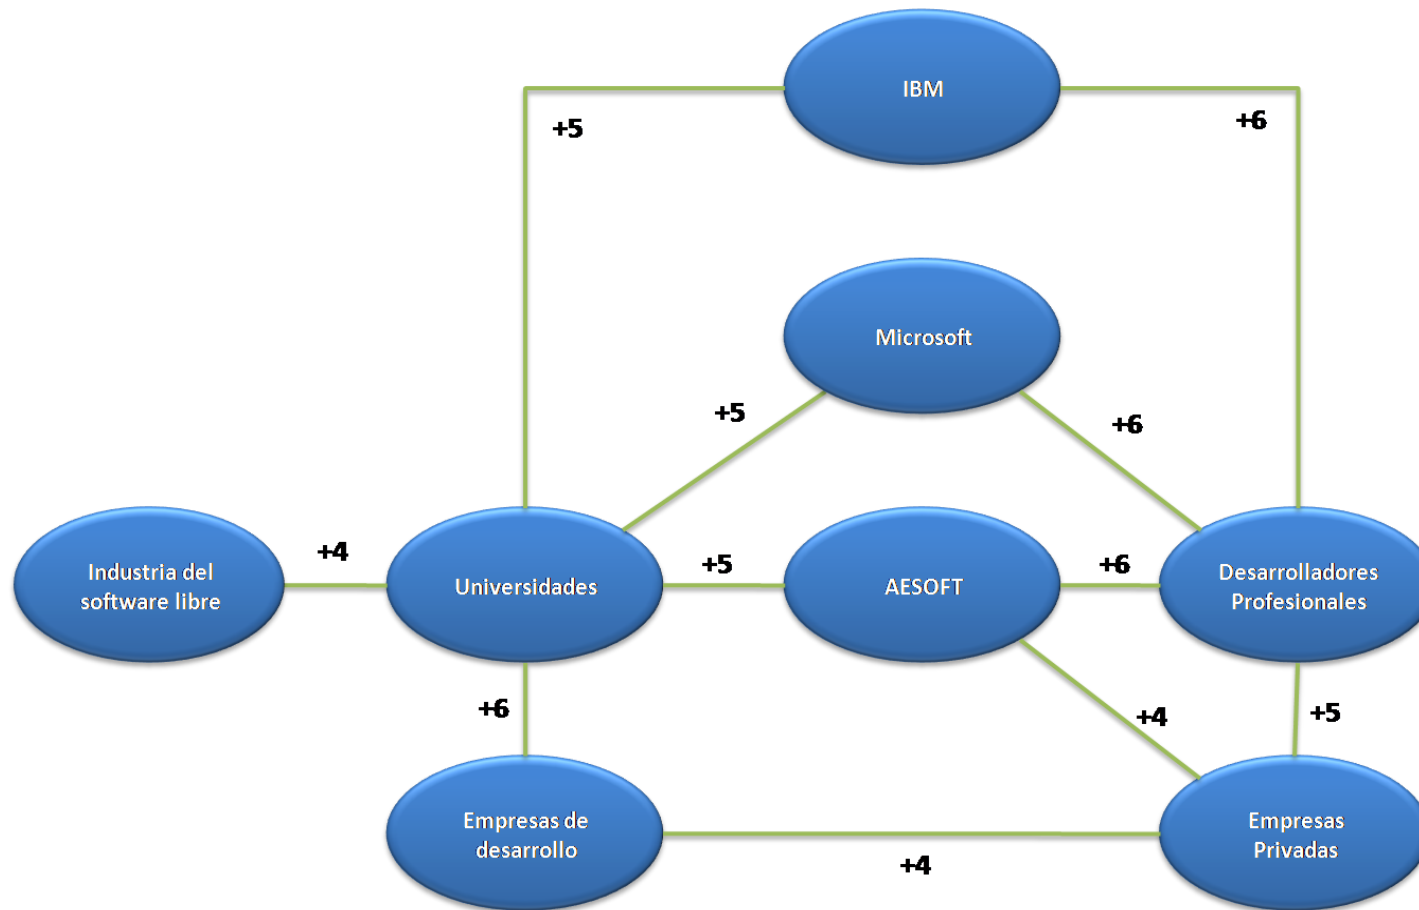 IBM
+5
+6
Microsoft
+5
+6
Industria del
software libre
+4
Universidades
+5
AESOFT
+6
Desarrolladores
Profesionales
+6
+4
+5
Empresas de
desarrollo
+4
Empresas
Privadas